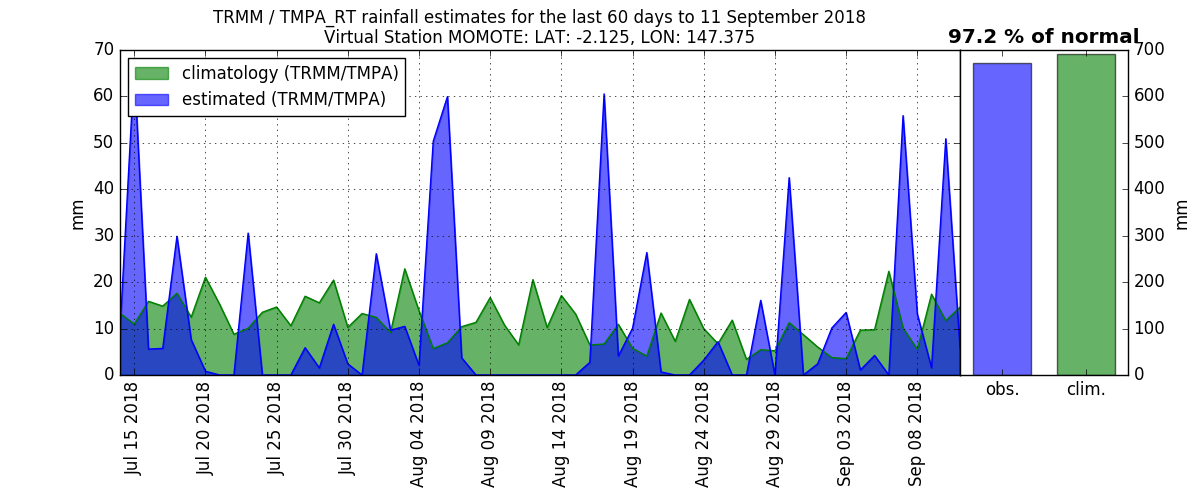 TRMM / TMPA_RT rainfall estimates for the last 60 days to 11 September 2018
Virtual Station MOMOTE: LAT: -2.125, LON: 147.375
97.2 % of normal
climatology (TRMM/TMPA)
estimated (TRMM/TMPA)
mm
70
60
50
40
30
20
10
0
Jul 15 2018
Jul 20 2018
Jul 25 2018
Jul 30 2018
Aug 04 2018
Aug 09 2018
Aug 14 2018
Aug 19 2018
Aug 24 2018
Aug 29 2018
Sep 03 2018
Sep 08 2018
obs.
clim.
700
600
500
400
300
200
100
0
mm